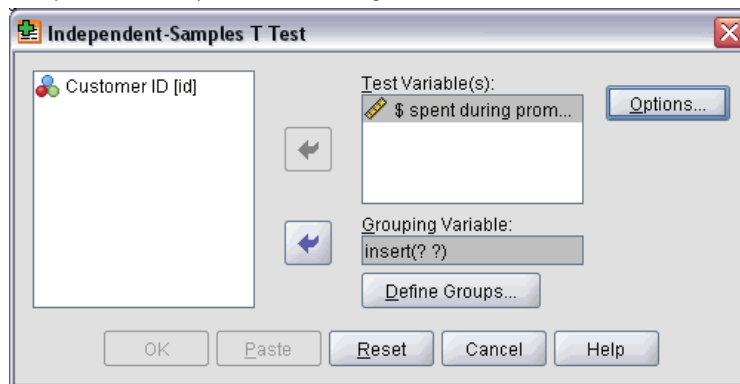 Independent-Samples T Test
Customer ID [id]
Test Variable(s):
$ spent during prom...
Options...
Grouping Variable:
insert(? ?)
Define Groups...
OK
Paste
Reset
Cancel
Help